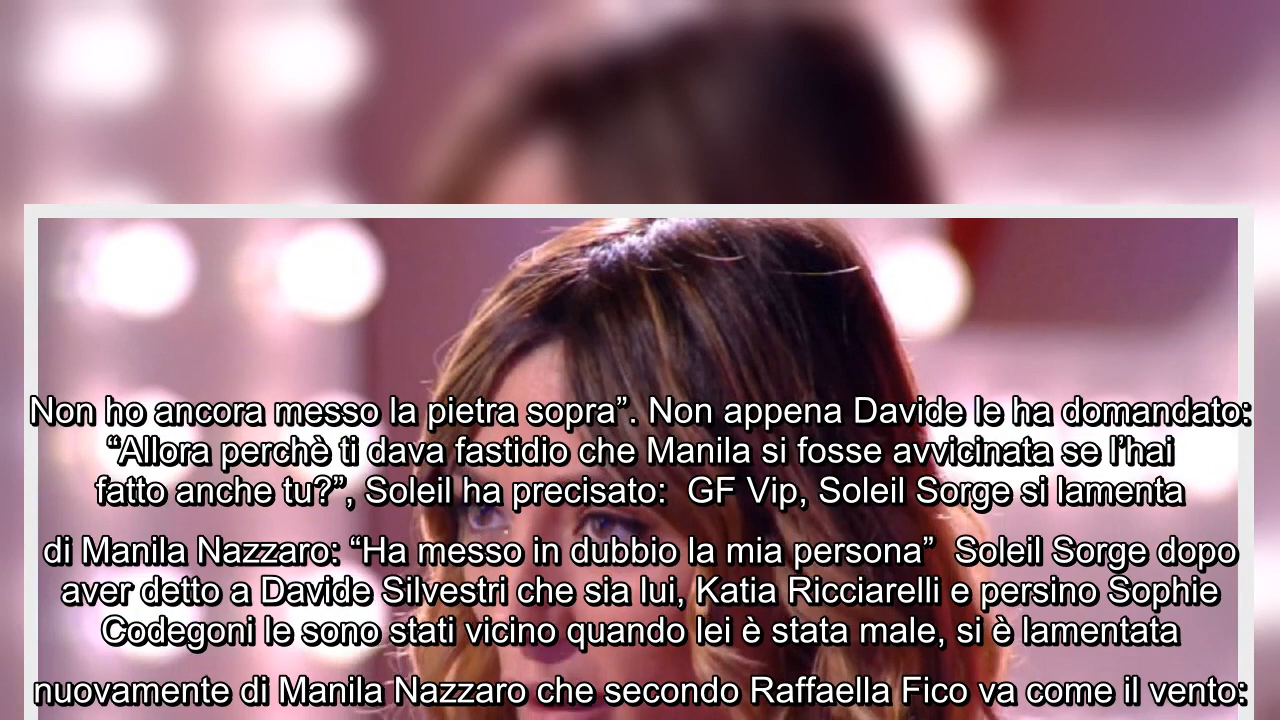 Non ho ancora messo la pietra sopra”. Non appena Davide le ha domandato:
“Allora perchè ti dava fastidio che Manila si fosse avvicinata se l’hai
fatto anche tu?”, Soleil ha precisato:  GF Vip, Soleil Sorge si lamenta
di Manila Nazzaro: “Ha messo in dubbio la mia persona”  Soleil Sorge dopo
aver detto a Davide Silvestri che sia lui, Katia Ricciarelli e persino Sophie
Codegoni le sono stati vicino quando lei è stata male, si è lamentata
nuovamente di Manila Nazzaro che secondo Raffaella Fico va come il vento: